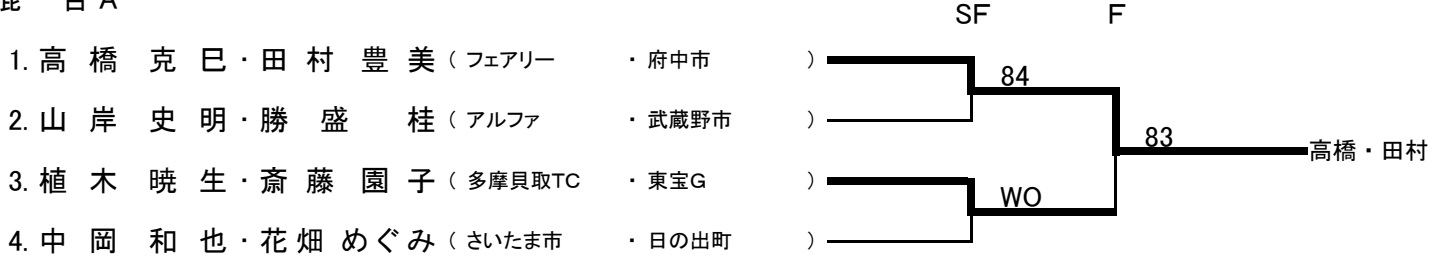 混 合 A
SF F
1. 高 橋 克 巳・田 村 豊 美 ( フェアリー ・ 府中市 )
84
2. 山 岸 史 明・勝 盛 桂 ( アルファ ・ 武蔵野市 )
83
高橋・田村
3. 植 木 暁 生・斎 藤 園 子 ( 多摩貝取TC ・ 東宝G )
WO
4. 中 岡 和 也・花畑 めぐみ ( さいたま市 ・ 日の出町 )